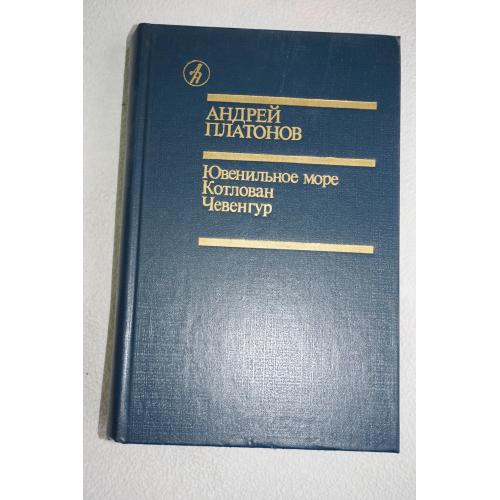 АНДРЕЙ
ПЛАТОНОВ
Ювенильное море
Котлован
Чевенгур